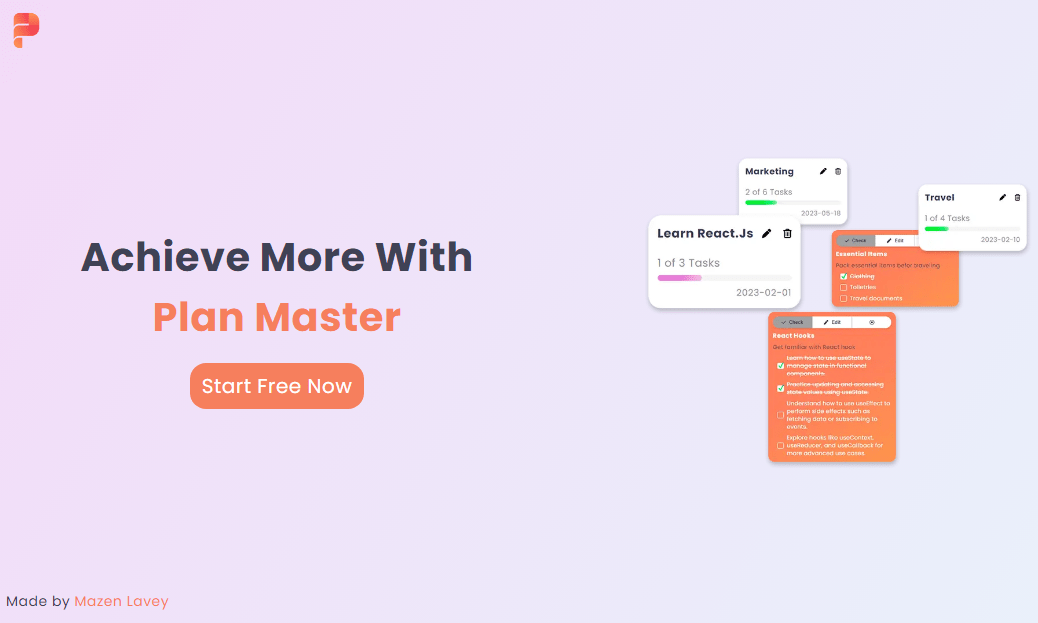 Achieve More With
Plan Master
Start Free Now
Marketing
2 of 6 Tasks
2023-05-18
Learn React.Js
1 of 3 Tasks
2023-02-01
Travel
1 of 4 Tasks
2023-02-10
Check Edit
Essential Items
Pack essential items befor traveling
Clothing
Toiletries
Travel documents
Check Edit
React Hooks
Get familiar with React hook
Learn how to use useState to
manage state in functional
components.
Practice updating and accessing
state values using useState.
Understand how to use useEffect to
perform side effects such as
fetching data or subscribing to
events.
Explore hooks like useContext,
useReducer, and useCallback for
more advanced use cases
Made by Mazen Lavey